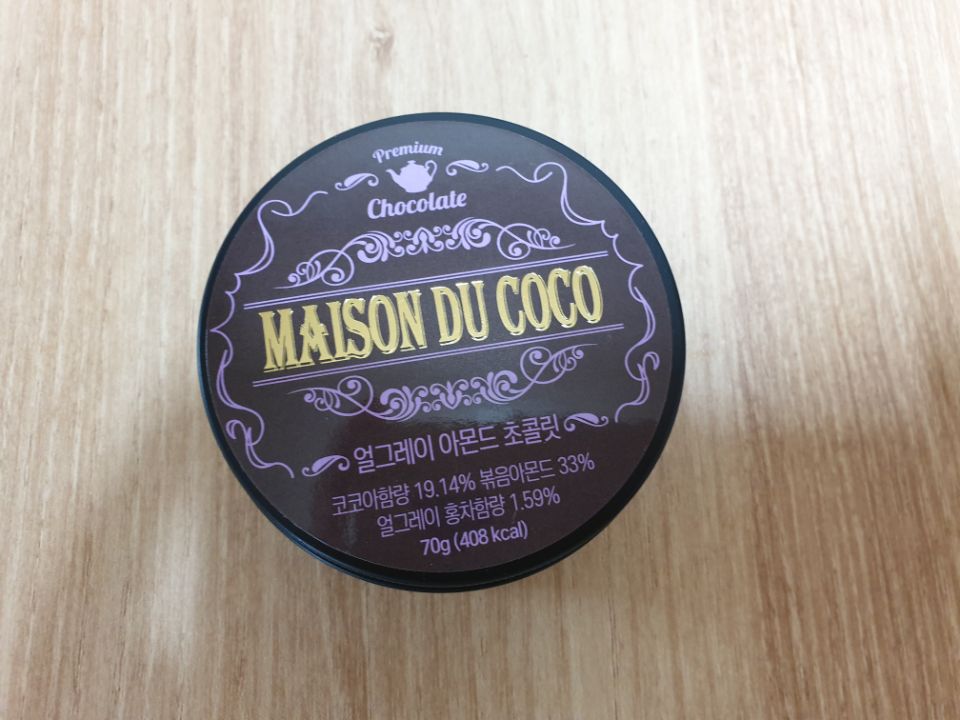 Premium
Chocolate
MAISON DU COCO
얼그레이 아몬드 초콜릿
코코아함량 19.14% 볶음아몬드 33%
얼그레이 홍차함량 1.59%
70g (408 kcal)